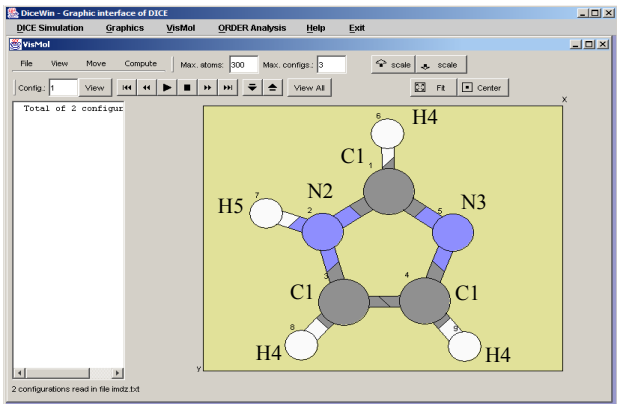 DiceWin - Graphic interface of DICE
DICE Simulation Graphics VisMol ORDER Analysis Help Exit
VisMol
File View Move Compute Max. atoms: 300 Max. configs.: 3 scale scale
Config.: 1 View View All Fit Center
Total of 2 configur
X
6 H4
C1 1
N2 N3
H5 7 2 5
3 4
C1 C1
8 9
H4 H4
Y
2 configurations read in file imdz.txt